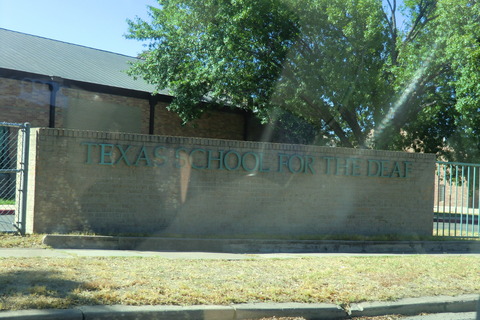 TEXAS SCHOOL FOR THE DEAF